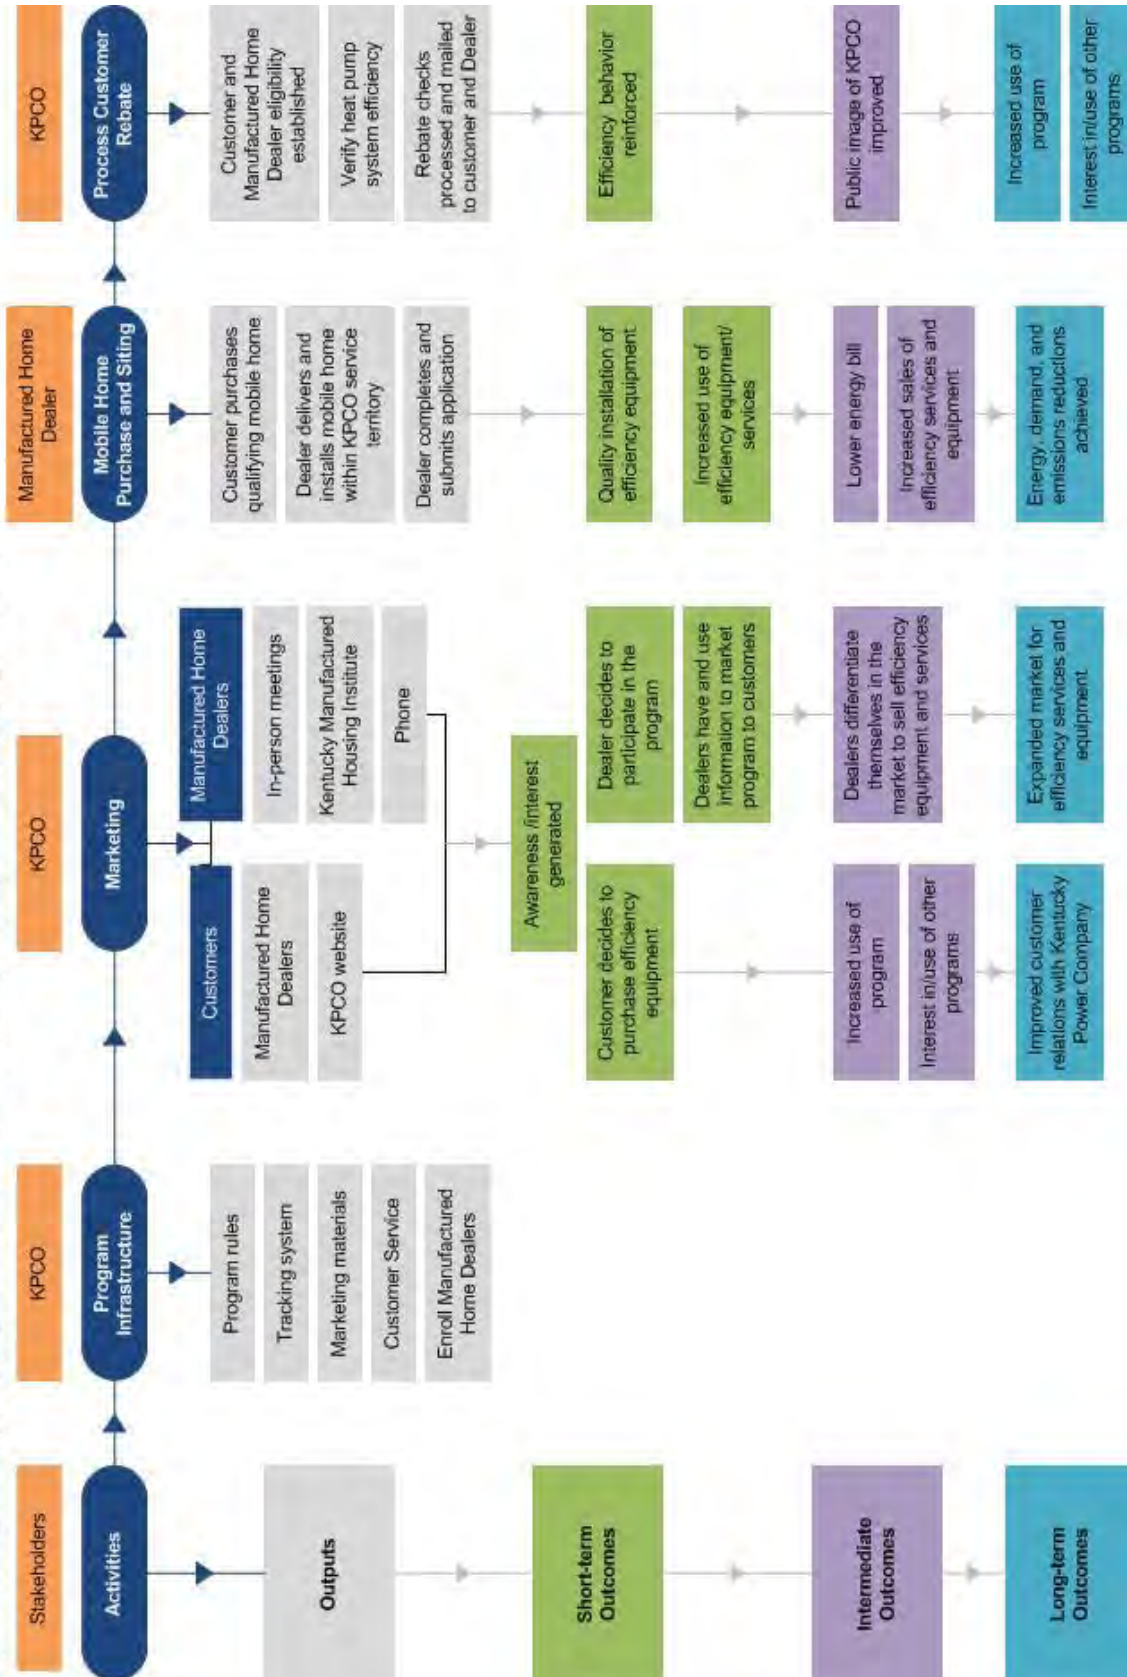 Stakeholders
KPCO
KPCO
Manufactured Home
Dealer
KPCO
Activities
Program
Infrastructure
Marketing
Mobile Home
Purchase and Siting
Process Customer
Rebate
Outputs
Program rules
Tracking system
Marketing materials
Customer Service
Enroll Manufactured
Home Dealers
Customers
Manufactured Home
Dealers
KPCO website
Manufactured Home
Dealers
In-person meetings
Kentucky Manufactured
Housing Institute
Phone
Customer purchases
qualifying mobile home
Dealer delivers and
installs mobile home
within KPCO service
territory
Dealer completes and
submits application
Customer and
Manufactured Home
Dealer eligibility
established
Verify heat pump
system efficiency
Rebate checks
processed and mailed
to customer and Dealer
Short-term
Outcomes
Awareness /interest
generated
Customer decides to
purchase efficiency
equipment
Dealer decides to
participate in the
program
Dealers have and use
information to market
program to customers
Quality installation of
efficiency equipment
Increased use of
efficiency equipment/
services
Efficiency behavior
reinforced
Intermediate
Outcomes
Increased use of
program
Interest in/use of other
programs
Dealers differentiate
themselves in the
market to sell efficiency
equipment and services
Lower energy bill
Increased sales of
efficiency services and
equipment
Public image of KPCO
improved
Long-term
Outcomes
Improved customer
relations with Kentucky
Power Company
Expanded market for
efficiency services and
equipment
Energy, demand, and
emissions reductions
achieved
Increased use of
program
Interest in/use of other
programs